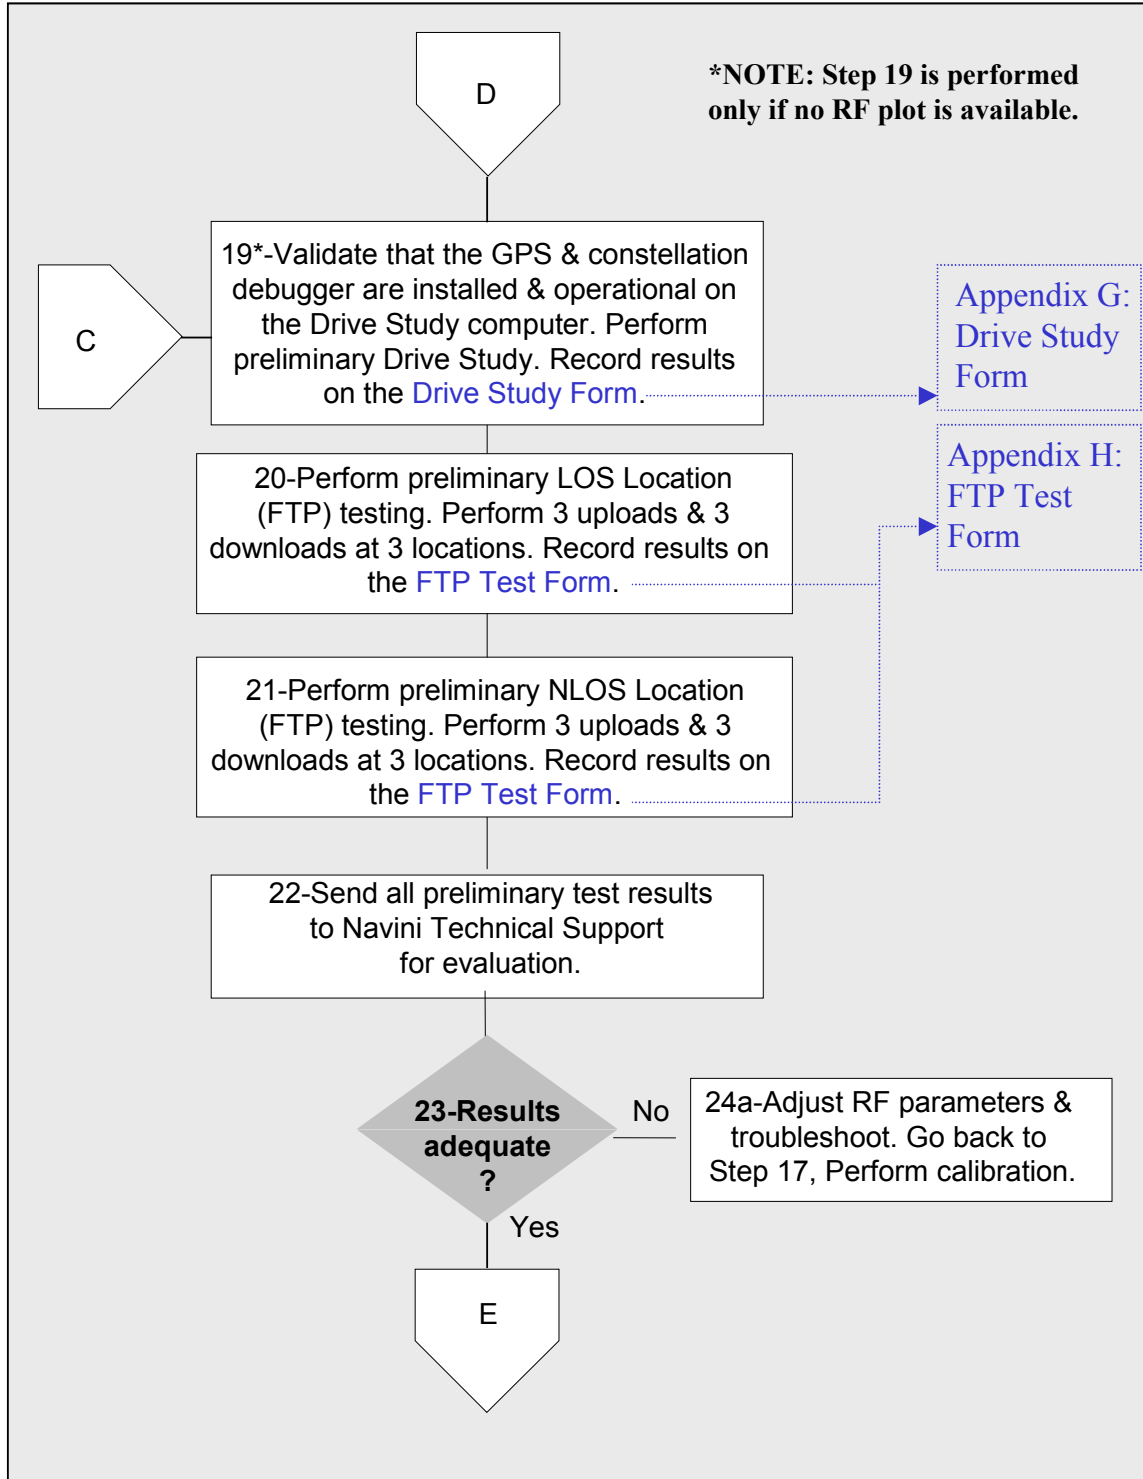 D
*NOTE: Step 19 is performed
only if no RF plot is available.
19*-Validate that the GPS & constellation
debugger are installed & operational on
the Drive Study computer. Perform
preliminary Drive Study. Record results
on the Drive Study Form.
C
Appendix G:
Drive Study
Form
20-Perform preliminary LOS Location
(FTP) testing. Perform 3 uploads & 3
downloads at 3 locations. Record results on
the FTP Test Form.
Appendix H:
FTP Test
Form
21-Perform preliminary NLOS Location
(FTP) testing. Perform 3 uploads & 3
downloads at 3 locations. Record results on
the FTP Test Form.
22-Send all preliminary test results
to Navini Technical Support
for evaluation.
23-Results
adequate
?
No
24a-Adjust RF parameters &
troubleshoot. Go back to
Step 17, Perform calibration.
Yes
E